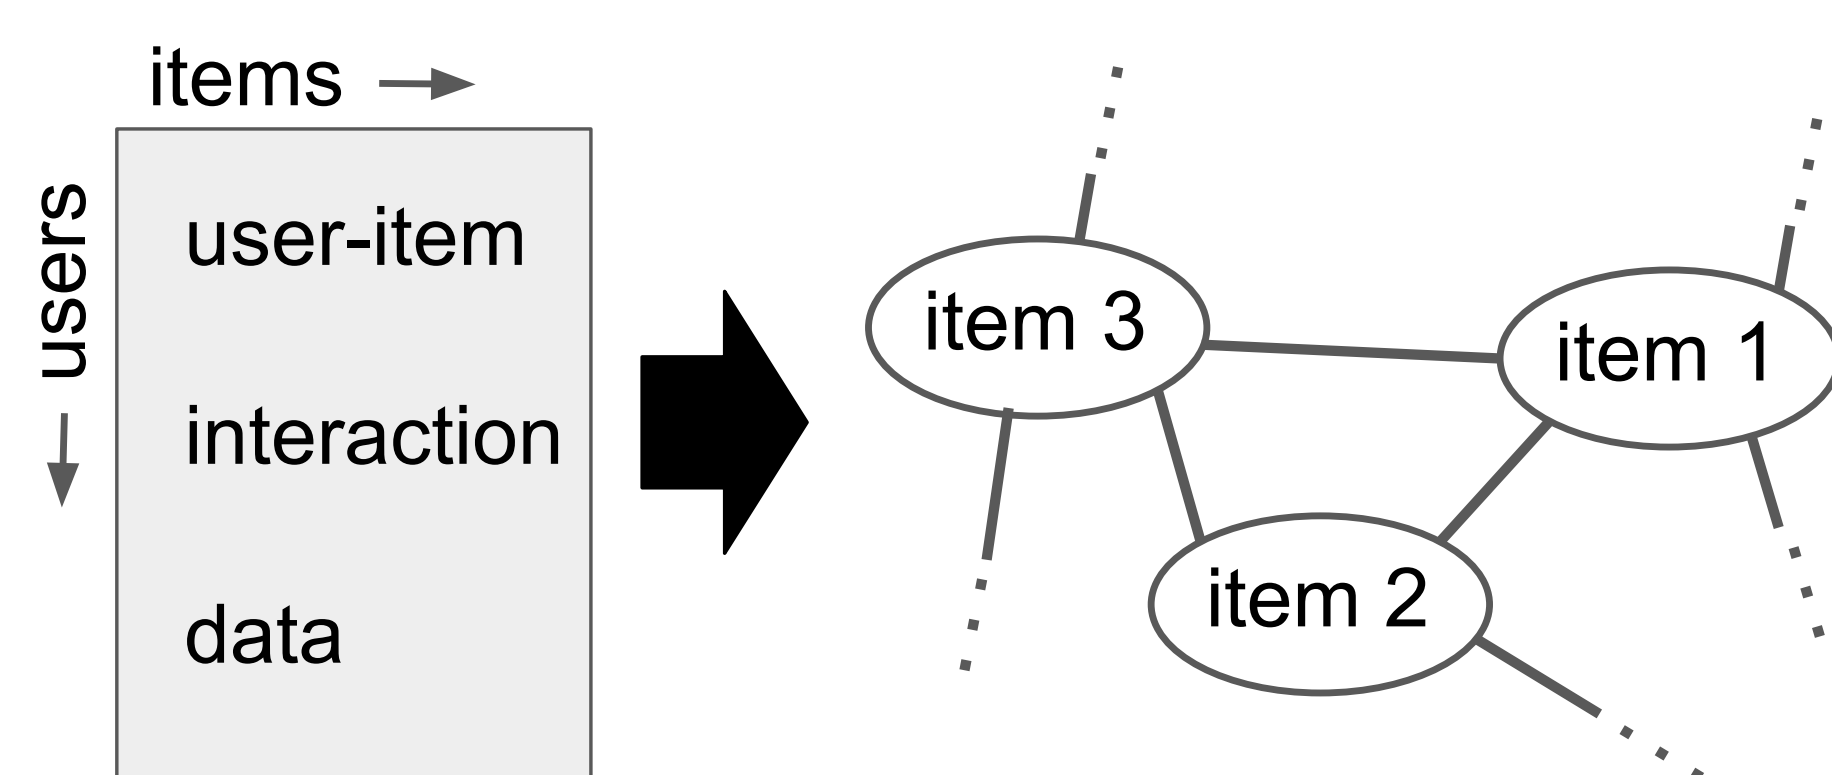 items
users
user-item
interaction
data
item 3
item 1
item 2